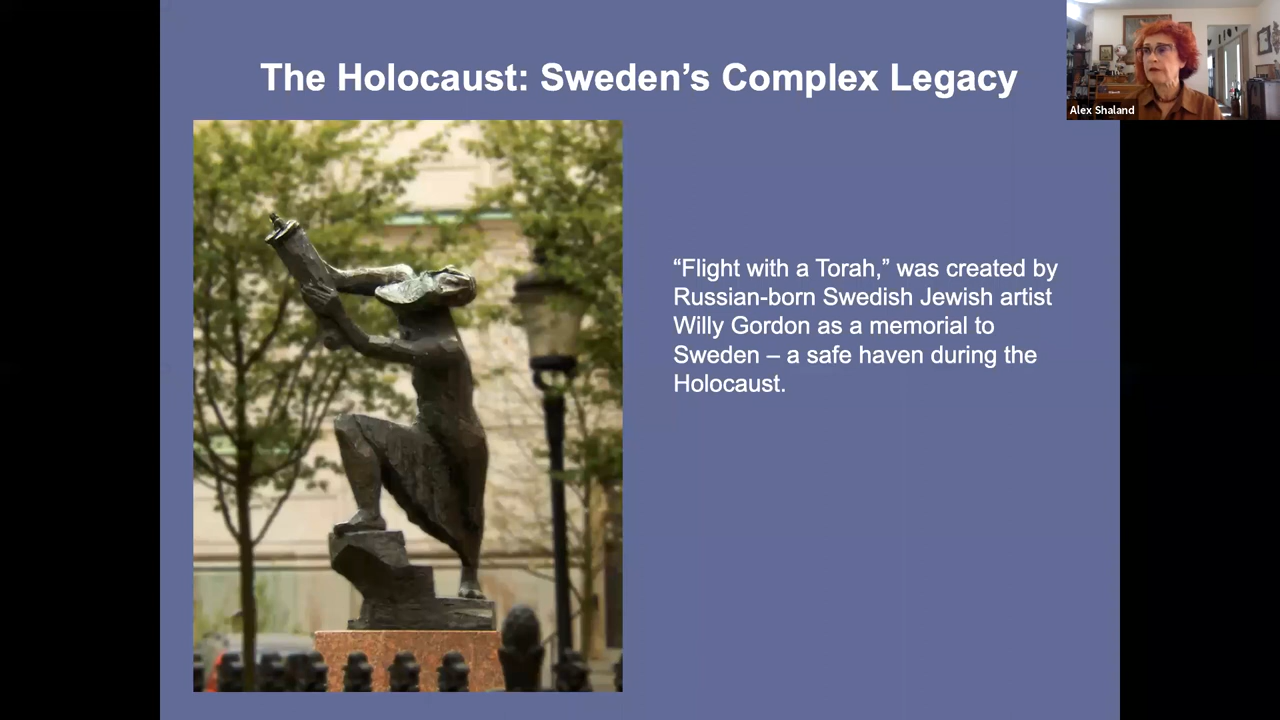 The Holocaust: Sweden’s Complex Legacy
Alex Shaland
“Flight with a Torah,” was created by
Russian-born Swedish Jewish artist
Willy Gordon as a memorial to
Sweden – a safe haven during the
Holocaust.